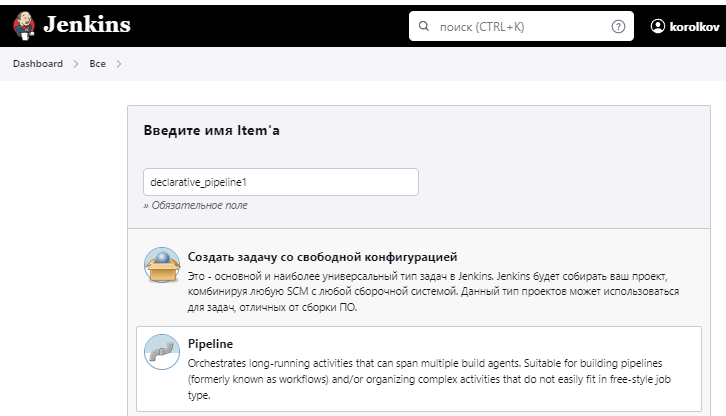 Jenkins
поиск (CTRL+K)
?
korolkov
Dashboard
Все
Введите имя Item'а
declarative_pipeline1
» Обязательное поле
Создать задачу со свободной конфигурацией
Это - основной и наиболее универсальный тип задач в Jenkins. Jenkins будет собирать ваш проект,
комбинируя любую SCM с любой сборочной системой. Данный тип проектов может использоваться
для задач, отличных от сборки ПО.
Pipeline
Orchestrates long-running activities that can span multiple build agents. Suitable for building pipelines
(formerly known as workflows) and/or organizing complex activities that do not easily fit in free-style job
type.